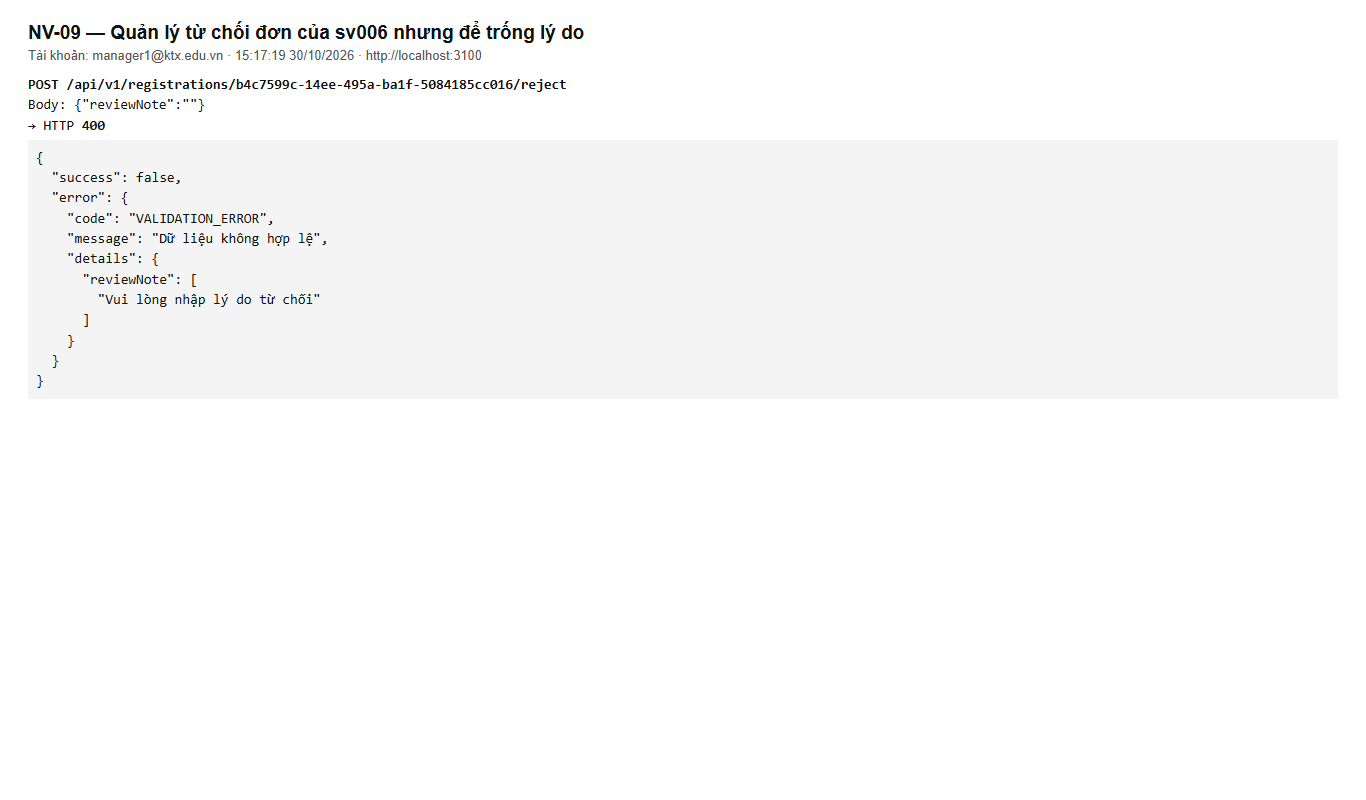 NV-09 — Quản lý từ chối đơn của sv006 nhưng để trống lý do
Tài khoản: manager1@ktx.edu.vn · 15:17:19 30/10/2026 · http://localhost:3100
POST /api/v1/registrations/b4c7599c-14ee-495a-ba1f-5084185cc016/reject
Body: {"reviewNote":""}
→ HTTP 400
{
  "success": false,
  "error": {
    "code": "VALIDATION_ERROR",
    "message": "Dữ liệu không hợp lệ",
    "details": {
      "reviewNote": [
        "Vui lòng nhập lý do từ chối"
      ]
    }
  }
}